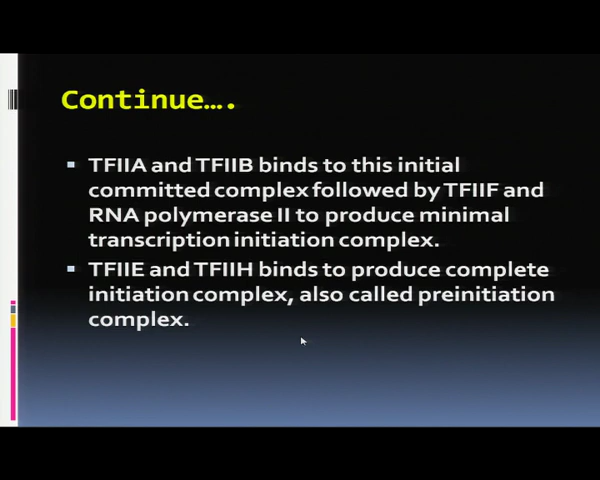 Continue….
TFIIA and TFIIB binds to this initial
committed complex followed by TFIIF and
RNA polymerase II to produce minimal
transcription initiation complex.
TFIIE and TFIIH binds to produce complete
initiation complex, also called preinitiation
complex.